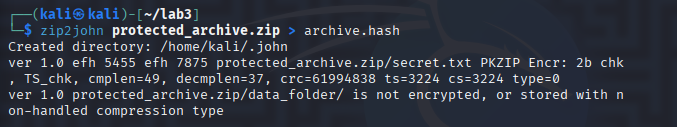 ┌──(kali㉿kali)-[~/lab3]
└─$ zip2john protected_archive.zip > archive.hash
Created directory: /home/kali/.john
ver 1.0 efh 5455 efh 7875 protected_archive.zip/secret.txt PKZIP Encr: 2b chk
, TS_chk, cmplen=49, decmplen=37, crc=61994838 ts=3224 cs=3224 type=0
ver 1.0 protected_archive.zip/data_folder/ is not encrypted, or stored with n
on-handled compression type